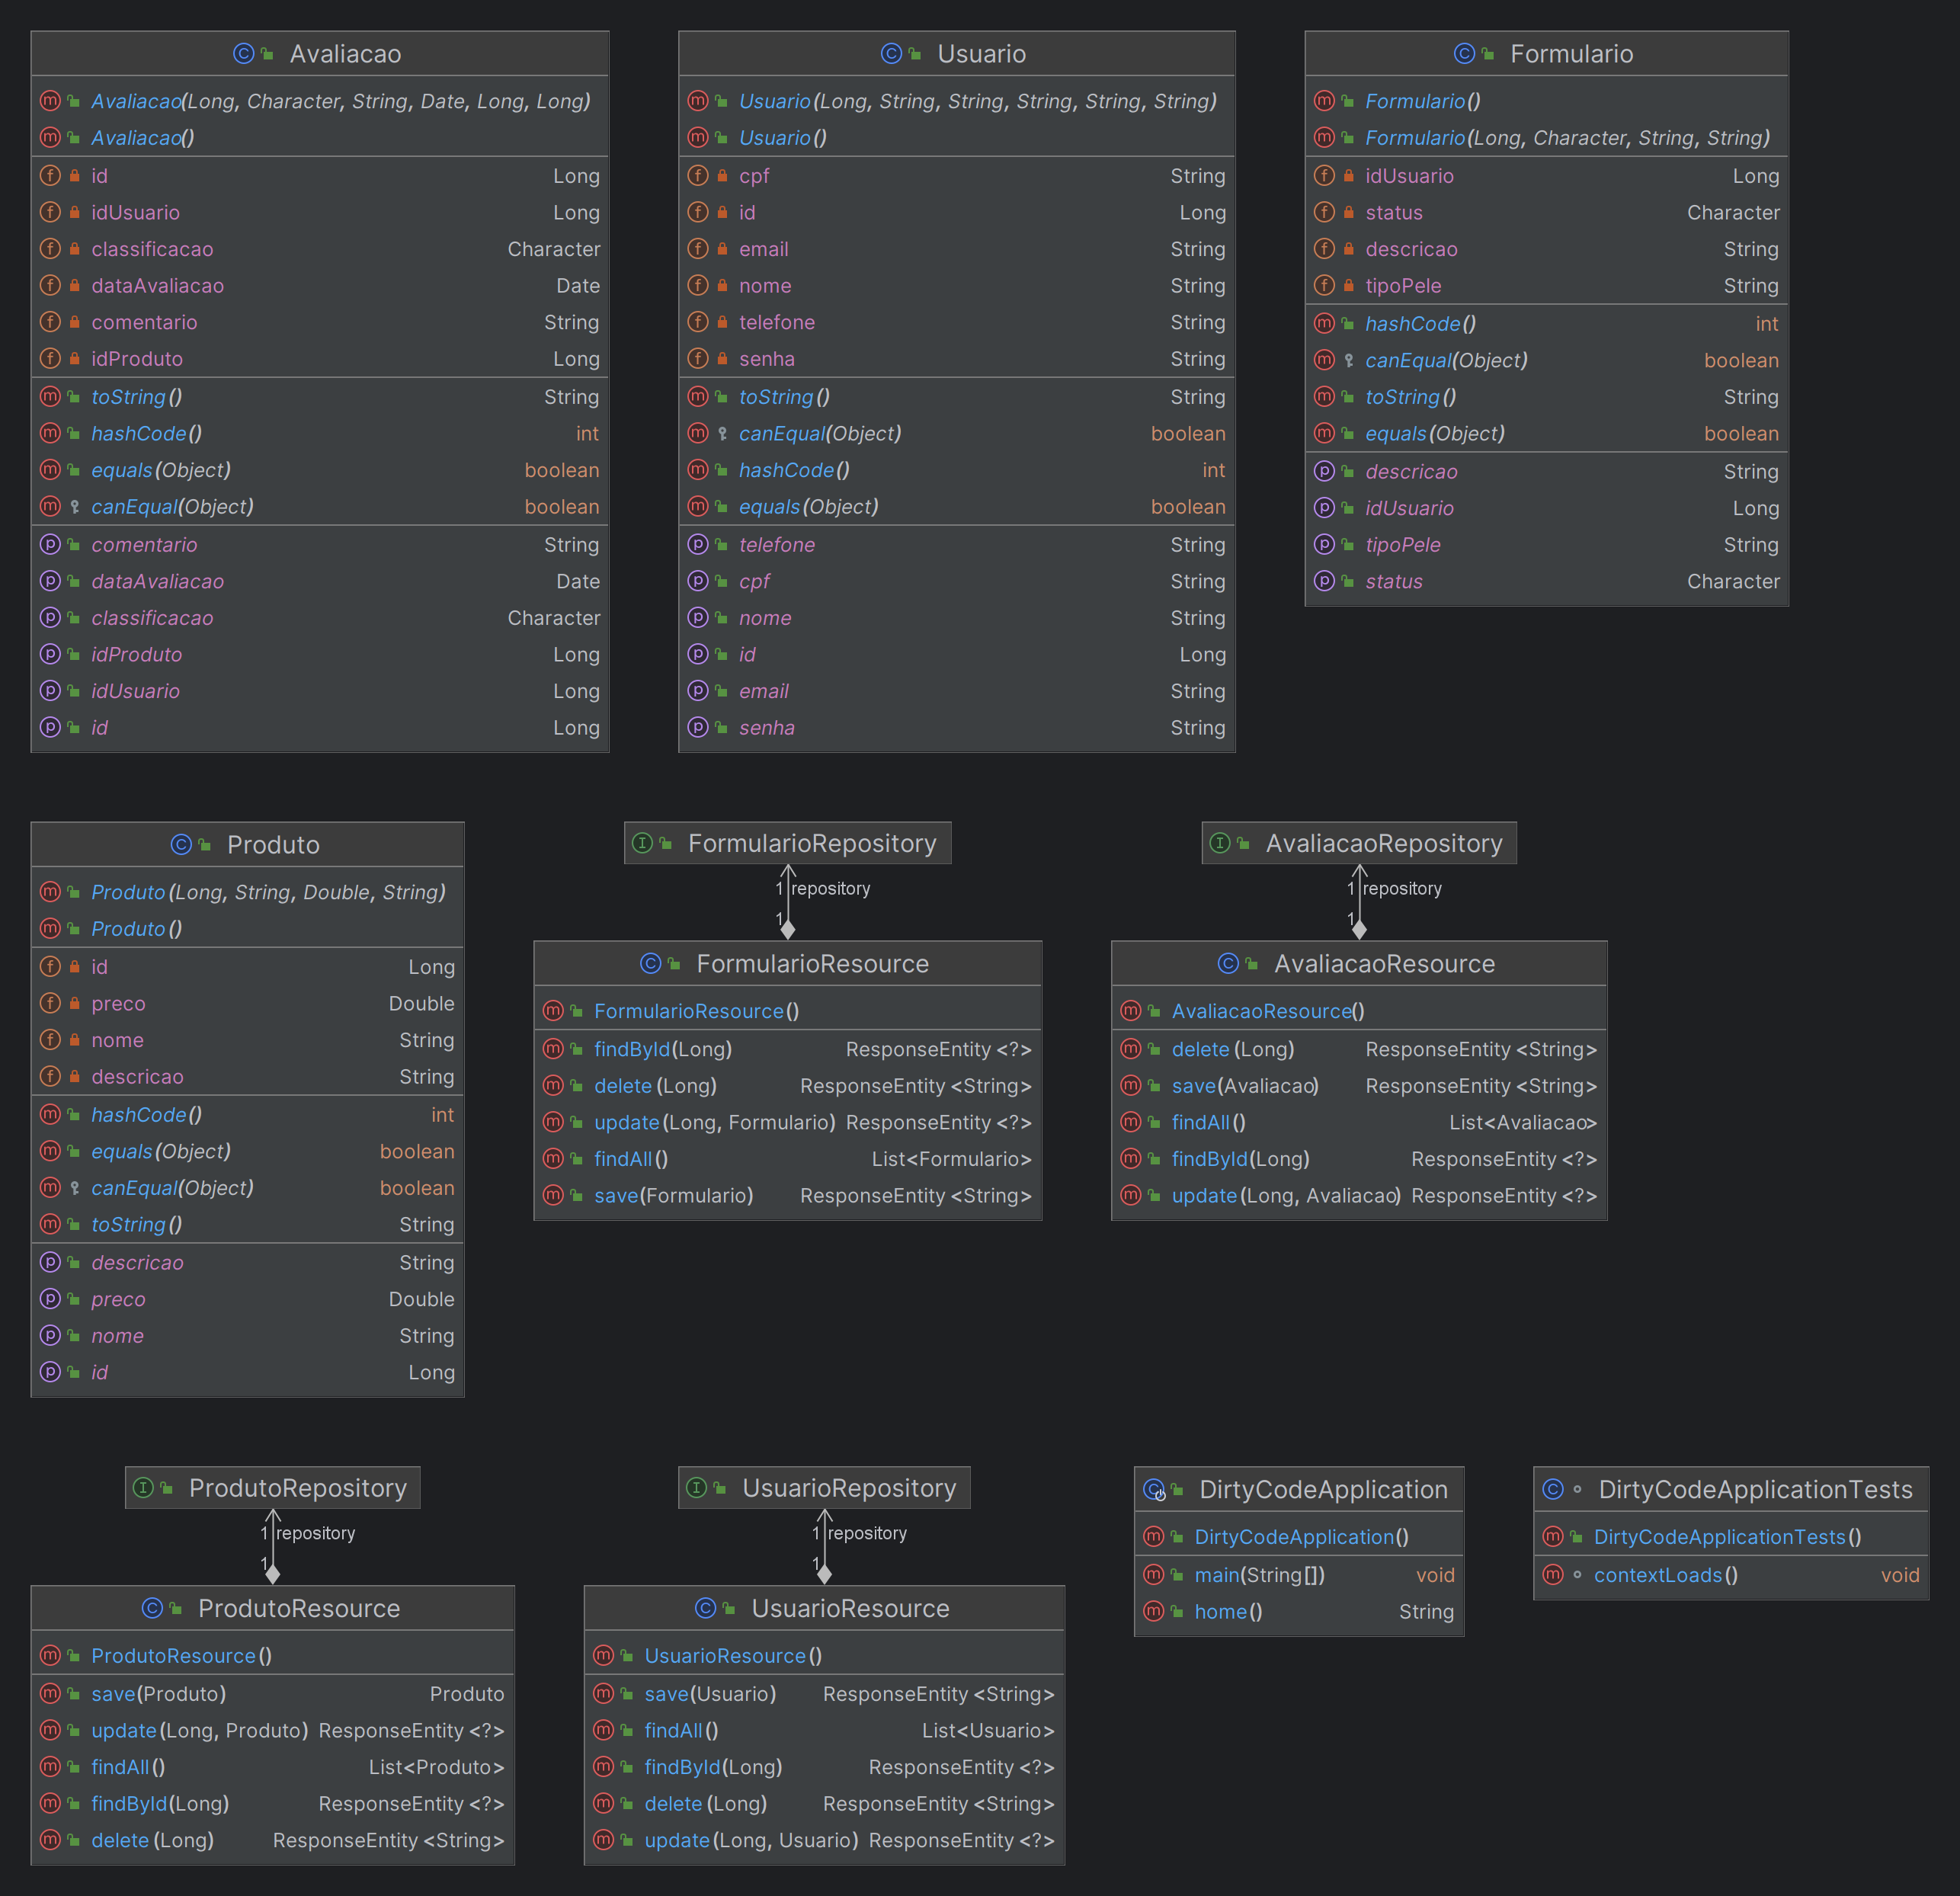 Avaliacao
Avaliacao(Long, Character, String, Date, Long, Long)
Avaliacao()
id Long
idUsuario Long
classificacao Character
dataAvaliacao Date
comentario String
idProduto Long
toString() String
hashCode() int
equals(Object) boolean
canEqual(Object) boolean
comentario String
dataAvaliacao Date
classificacao Character
idProduto Long
idUsuario Long
id Long
Usuario
Usuario(Long, String, String, String, String, String)
Usuario()
cpf String
id Long
email String
nome String
telefone String
senha String
toString() String
canEqual(Object) boolean
hashCode() int
equals(Object) boolean
telefone String
cpf String
nome String
id Long
email String
senha String
Formulario
Formulario()
Formulario(Long, Character, String, String)
idUsuario Long
status Character
descricao String
tipoPele String
hashCode() int
canEqual(Object) boolean
toString() String
equals(Object) boolean
descricao String
idUsuario Long
tipoPele String
status Character
Produto
Produto(Long, String, Double, String)
Produto()
id Long
preco Double
nome String
descricao String
hashCode() int
equals(Object) boolean
canEqual(Object) boolean
toString() String
descricao String
preco Double
nome String
id Long
FormularioRepository
1 repository
1
FormularioResource
FormularioResource()
findById(Long) ResponseEntity<?>
delete(Long) ResponseEntity<String>
update(Long, Formulario) ResponseEntity<?>
findAll() List<Formulario>
save(Formulario) ResponseEntity<String>
AvaliacaoRepository
1 repository
1
AvaliacaoResource
AvaliacaoResource()
delete(Long) ResponseEntity<String>
save(Avaliacao) ResponseEntity<String>
findAll() List<Avaliacao>
findById(Long) ResponseEntity<?>
update(Long, Avaliacao) ResponseEntity<?>
ProdutoRepository
1 repository
1
ProdutoResource
ProdutoResource()
save(Produto) Produto
update(Long, Produto) ResponseEntity<?>
findAll() List<Produto>
findById(Long) ResponseEntity<?>
delete(Long) ResponseEntity<String>
UsuarioRepository
1 repository
1
UsuarioResource
UsuarioResource()
save(Usuario) ResponseEntity<String>
findAll() List<Usuario>
findById(Long) ResponseEntity<?>
delete(Long) ResponseEntity<String>
update(Long, Usuario) ResponseEntity<?>
DirtyCodeApplication
DirtyCodeApplication()
main(String[]) void
home() String
DirtyCodeApplicationTests
DirtyCodeApplicationTests()
contextLoads() void